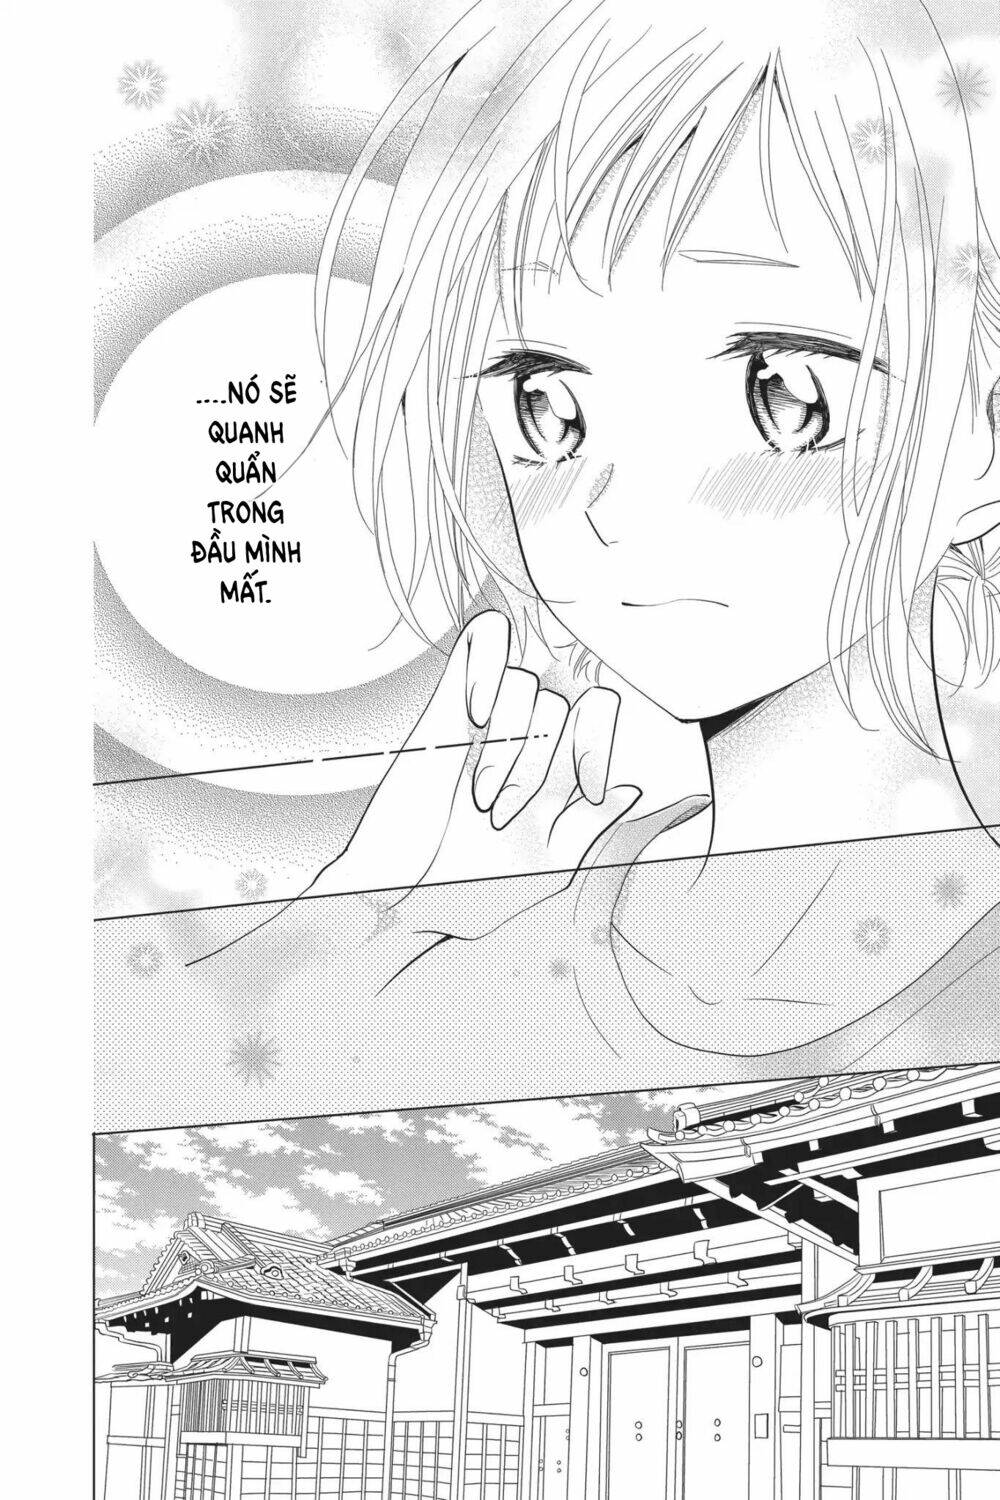 ....NÓ SẼ
QUANH
QUẨN
TRONG
ĐẦU MÌNH
MẤT.